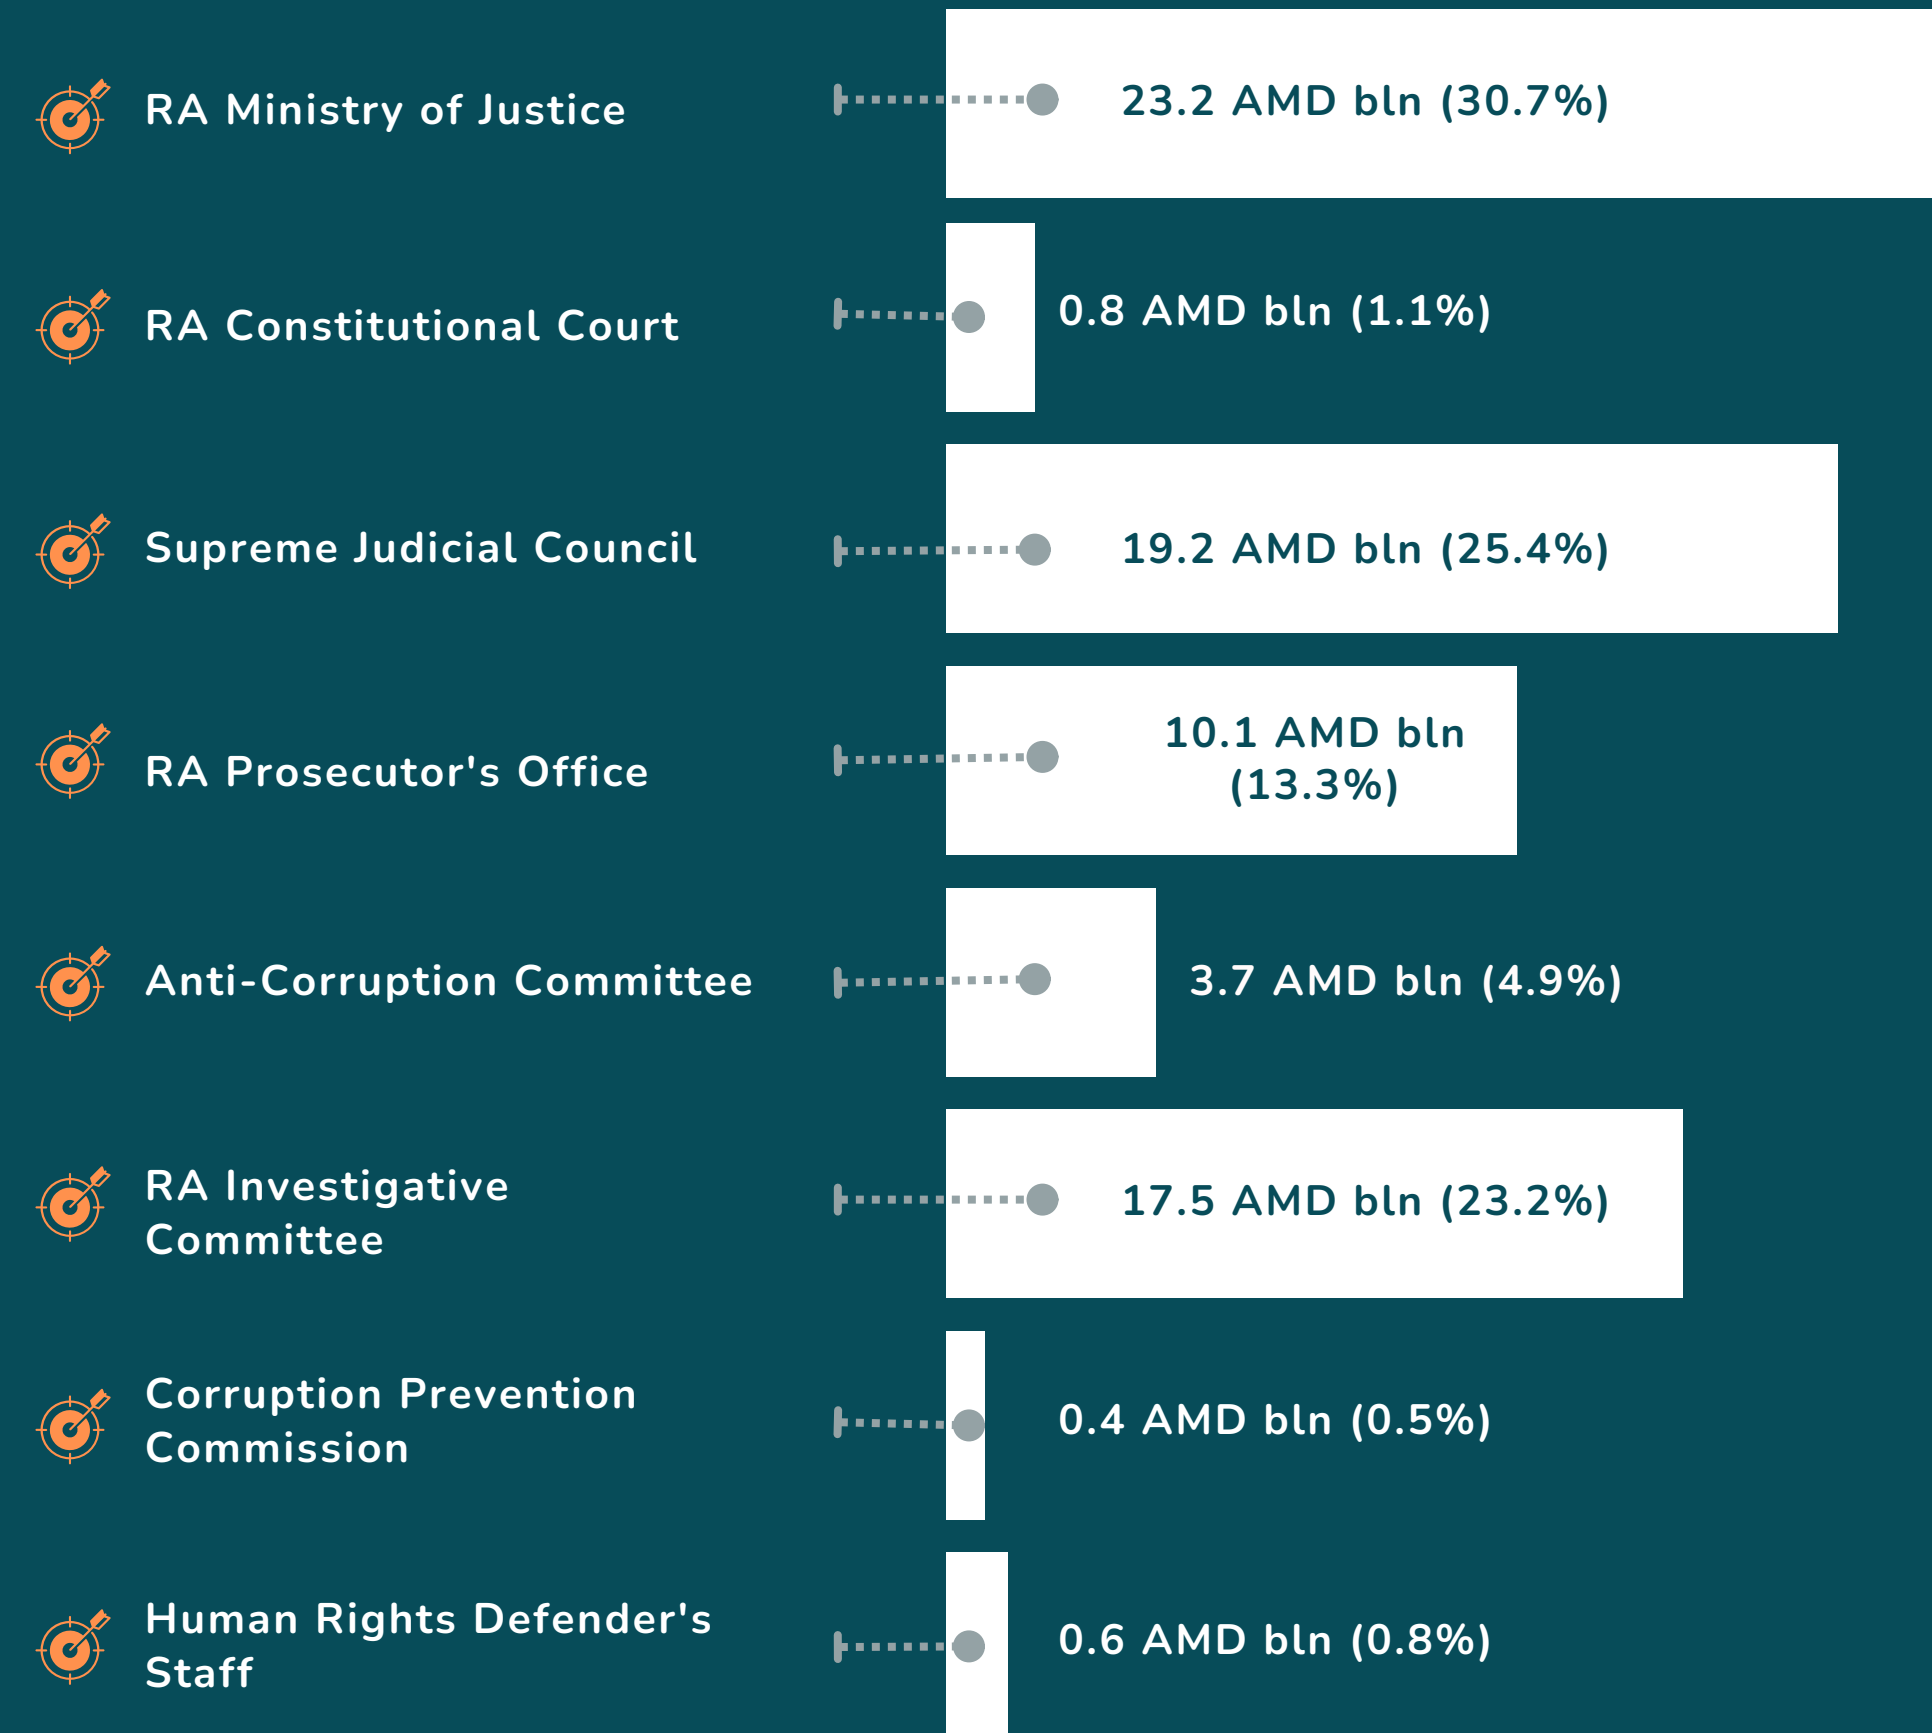 RA Ministry of Justice
23.2 AMD bln (30.7%)
RA Constitutional Court
0.8 AMD bln (1.1%)
Supreme Judicial Council
19.2 AMD bln (25.4%)
RA Prosecutor's Office
10.1 AMD bln
(13.3%)
Anti-Corruption Committee
3.7 AMD bln (4.9%)
RA Investigative
Committee
17.5 AMD bln (23.2%)
Corruption Prevention
Commission
0.4 AMD bln (0.5%)
Human Rights Defender's
Staff
0.6 AMD bln (0.8%)